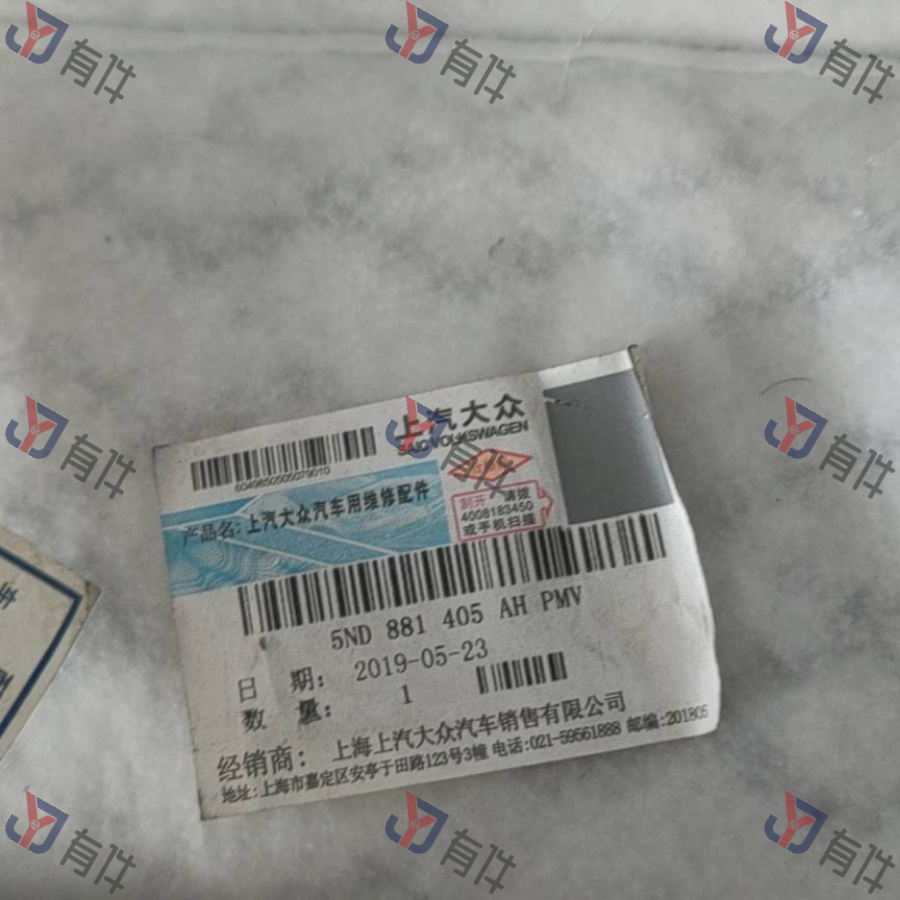 有件
有件
有件
上汽大众
SAIC VOLKSWAGEN
6049850505079010
产品名: 上汽大众汽车用维修配件
刮开 请拨
4008183450
或手机扫描
有件
有件
5ND 881 405 AH PMV
日 期: 2019-05-23
数 量: 1
经销商: 上海上汽大众汽车销售有限公司
地址:上海市嘉定区安亭于田路123号3幢 电话:021-59561888 邮编:201805
有件
有件
有件